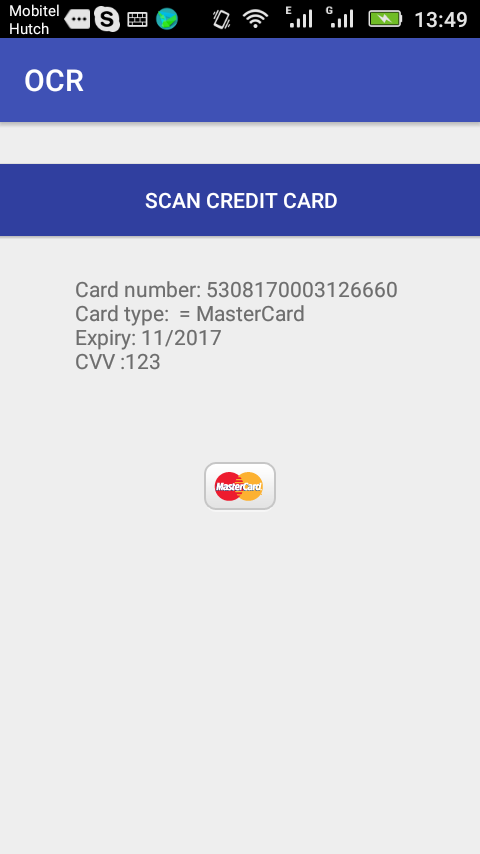 Mobitel
Hutch
E
G
13:49
OCR
SCAN CREDIT CARD
Card number: 5308170003126660
Card type:  = MasterCard
Expiry: 11/2017
CVV :123
MasterCard